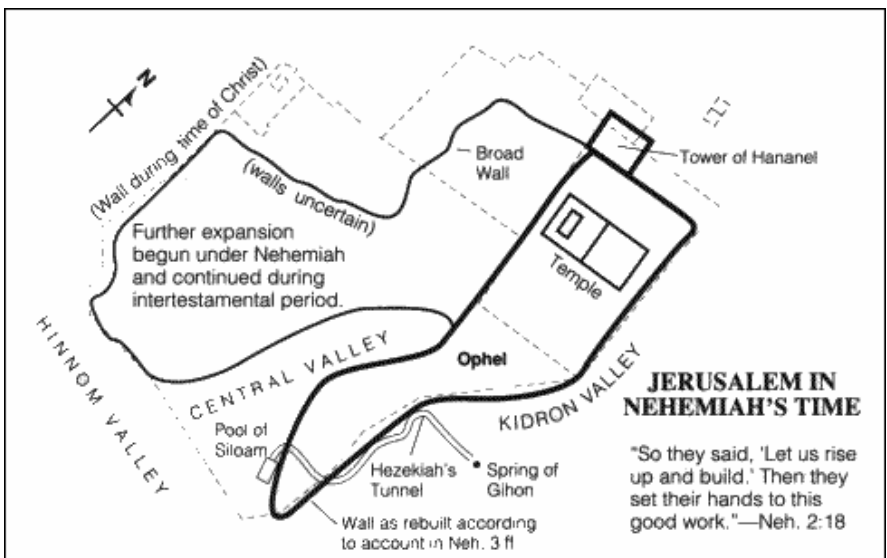 N
(Wall during time of Christ)
(walls uncertain)
Broad
Wall
Tower of Hananel
Further expansion
begun under Nehemiah
and continued during
intertestamental period.
Temple
HINNOM VALLEY
CENTRAL VALLEY
Ophel
KIDRON VALLEY
Pool of
Siloam
Hezekiah's
Tunnel
Spring of
Gihon
Wall as rebuilt according
to account in Neh. 3 ff
JERUSALEM IN
NEHEMIAH'S TIME
"So they said, 'Let us rise
up and build.' Then they
set their hands to this
good work."—Neh. 2:18